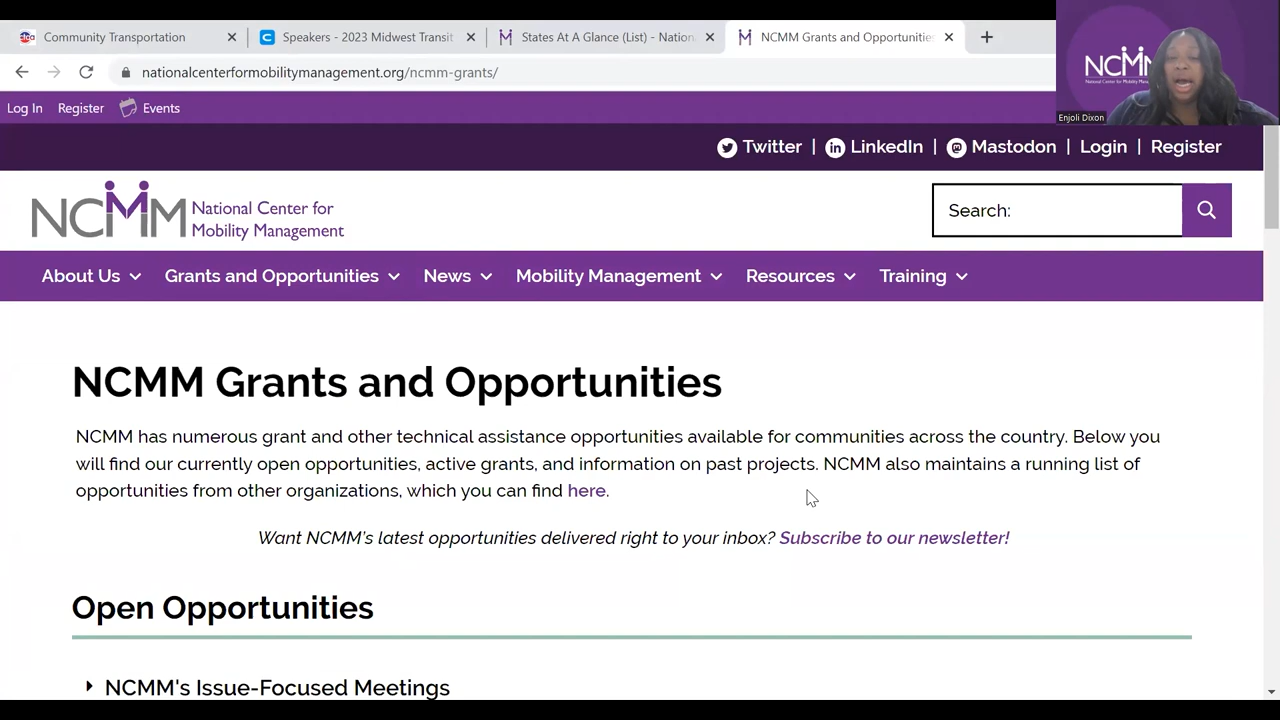 Community Transportation
Speakers - 2023 Midwest Transit
States At A Glance (List) - Nation
NCMM Grants and Opportunities
nationalcenterformobilitymanagement.org/ncmm-grants/
NCMM
Enjoli Dixon
Log In Register Events
Twitter | LinkedIn | Mastodon | Login | Register
NCMM National Center for
Mobility Management
Search:
About Us Grants and Opportunities News Mobility Management Resources Training
NCMM Grants and Opportunities
NCMM has numerous grant and other technical assistance opportunities available for communities across the country. Below you
will find our currently open opportunities, active grants, and information on past projects. NCMM also maintains a running list of
opportunities from other organizations, which you can find here.
Want NCMM's latest opportunities delivered right to your inbox? Subscribe to our newsletter!
Open Opportunities
NCMM's Issue-Focused Meetings